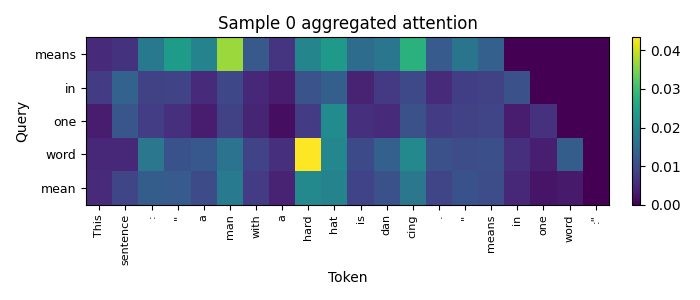 Sample 0 aggregated attention
Query
means
in
one
word
mean
0.04
0.03
0.02
0.01
0.00
This
sentence
:
"
a
man
with
a
hard
hat
is
dan
cing
.
"
means
in
one
word
:"
Token